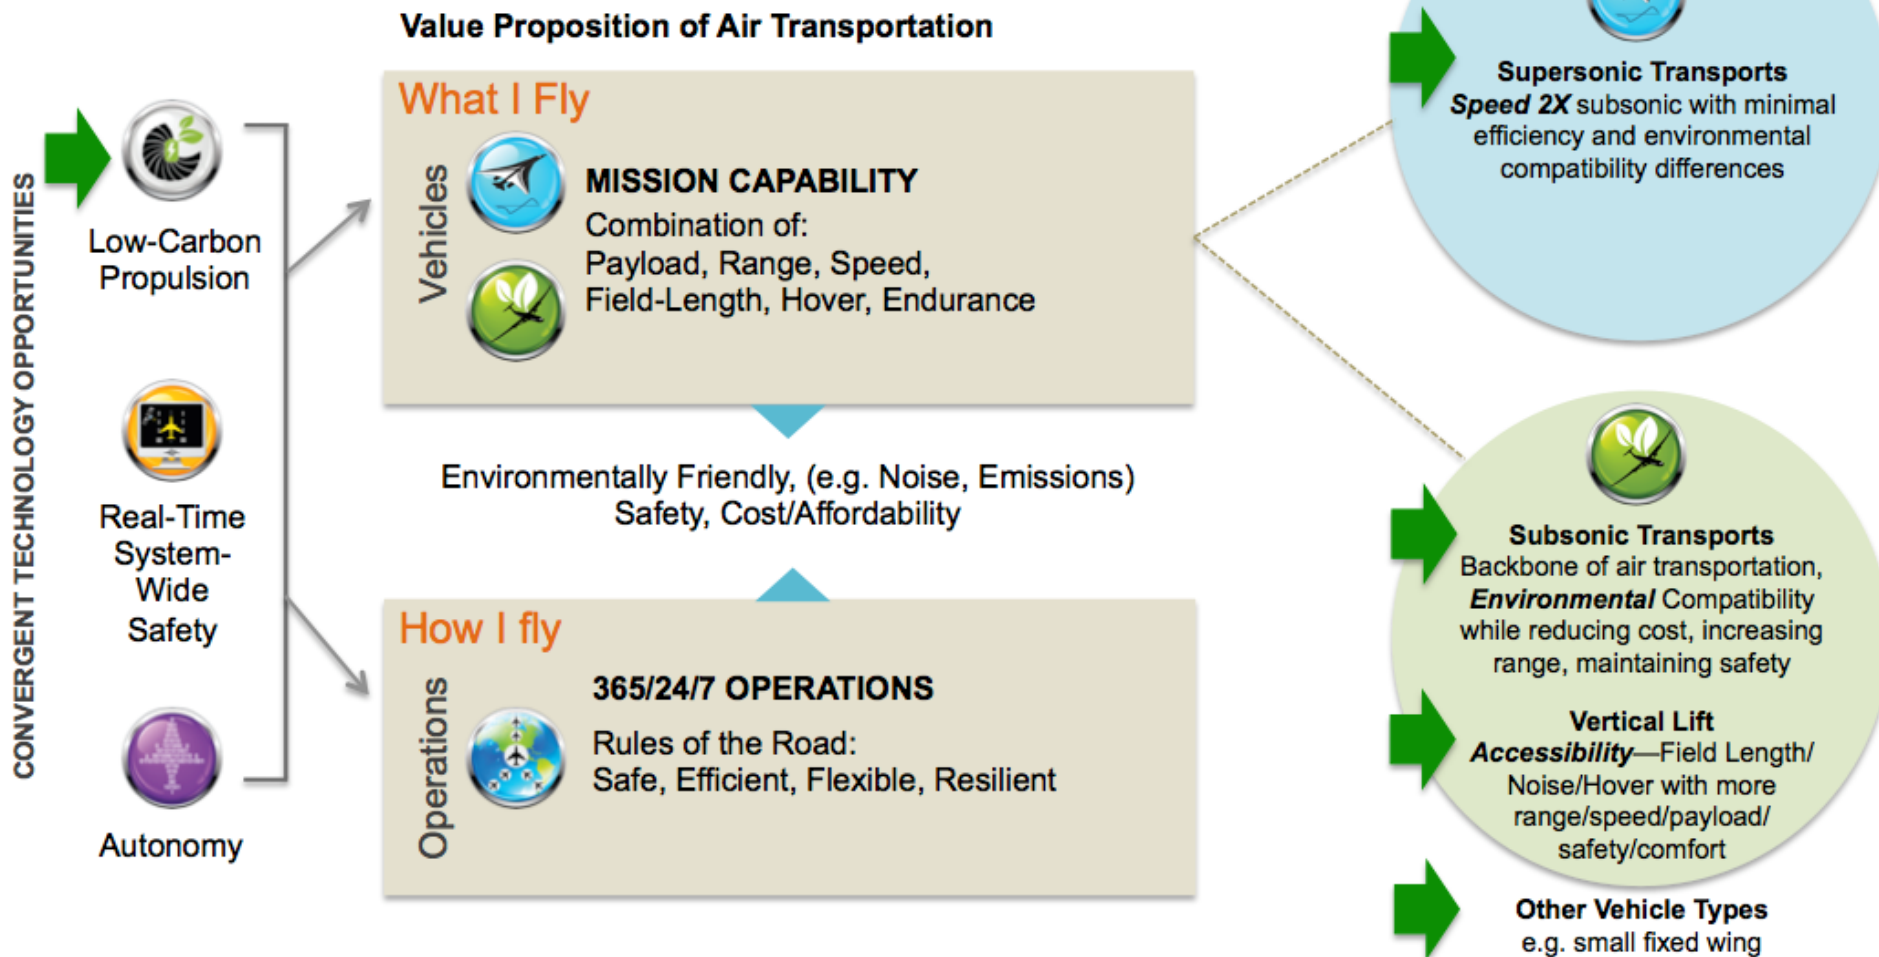 Value Proposition of Air Transportation
CONVERGENT TECHNOLOGY OPPORTUNITIES
Low-Carbon
Propulsion
Real-Time
System-
Wide
Safety
Autonomy
What I Fly
Vehicles
MISSION CAPABILITY
Combination of:
Payload, Range, Speed,
Field-Length, Hover, Endurance
Environmentally Friendly, (e.g. Noise, Emissions)
Safety, Cost/Affordability
How I fly
Operations
365/24/7 OPERATIONS
Rules of the Road:
Safe, Efficient, Flexible, Resilient
Supersonic Transports
Speed 2X subsonic with minimal
efficiency and environmental
compatibility differences
Subsonic Transports
Backbone of air transportation,
Environmental Compatibility
while reducing cost, increasing
range, maintaining safety
Vertical Lift
Accessibility—Field Length/
Noise/Hover with more
range/speed/payload/
safety/comfort
Other Vehicle Types
e.g. small fixed wing